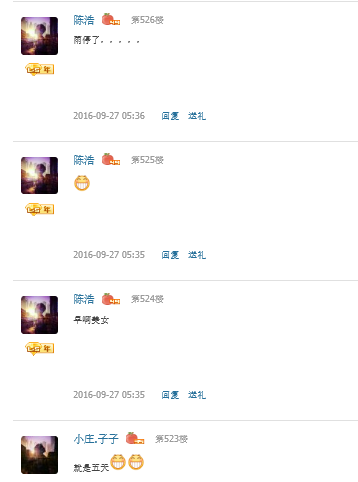 陈浩 第526楼
雨停了．．．．．
年
2016-09-27 05:36 回复 送礼
陈浩 第525楼
年
2016-09-27 05:35 回复 送礼
陈浩 第524楼
早啊美女
年
2016-09-27 05:35 回复 送礼
小庄.子子 第523楼
就是五天